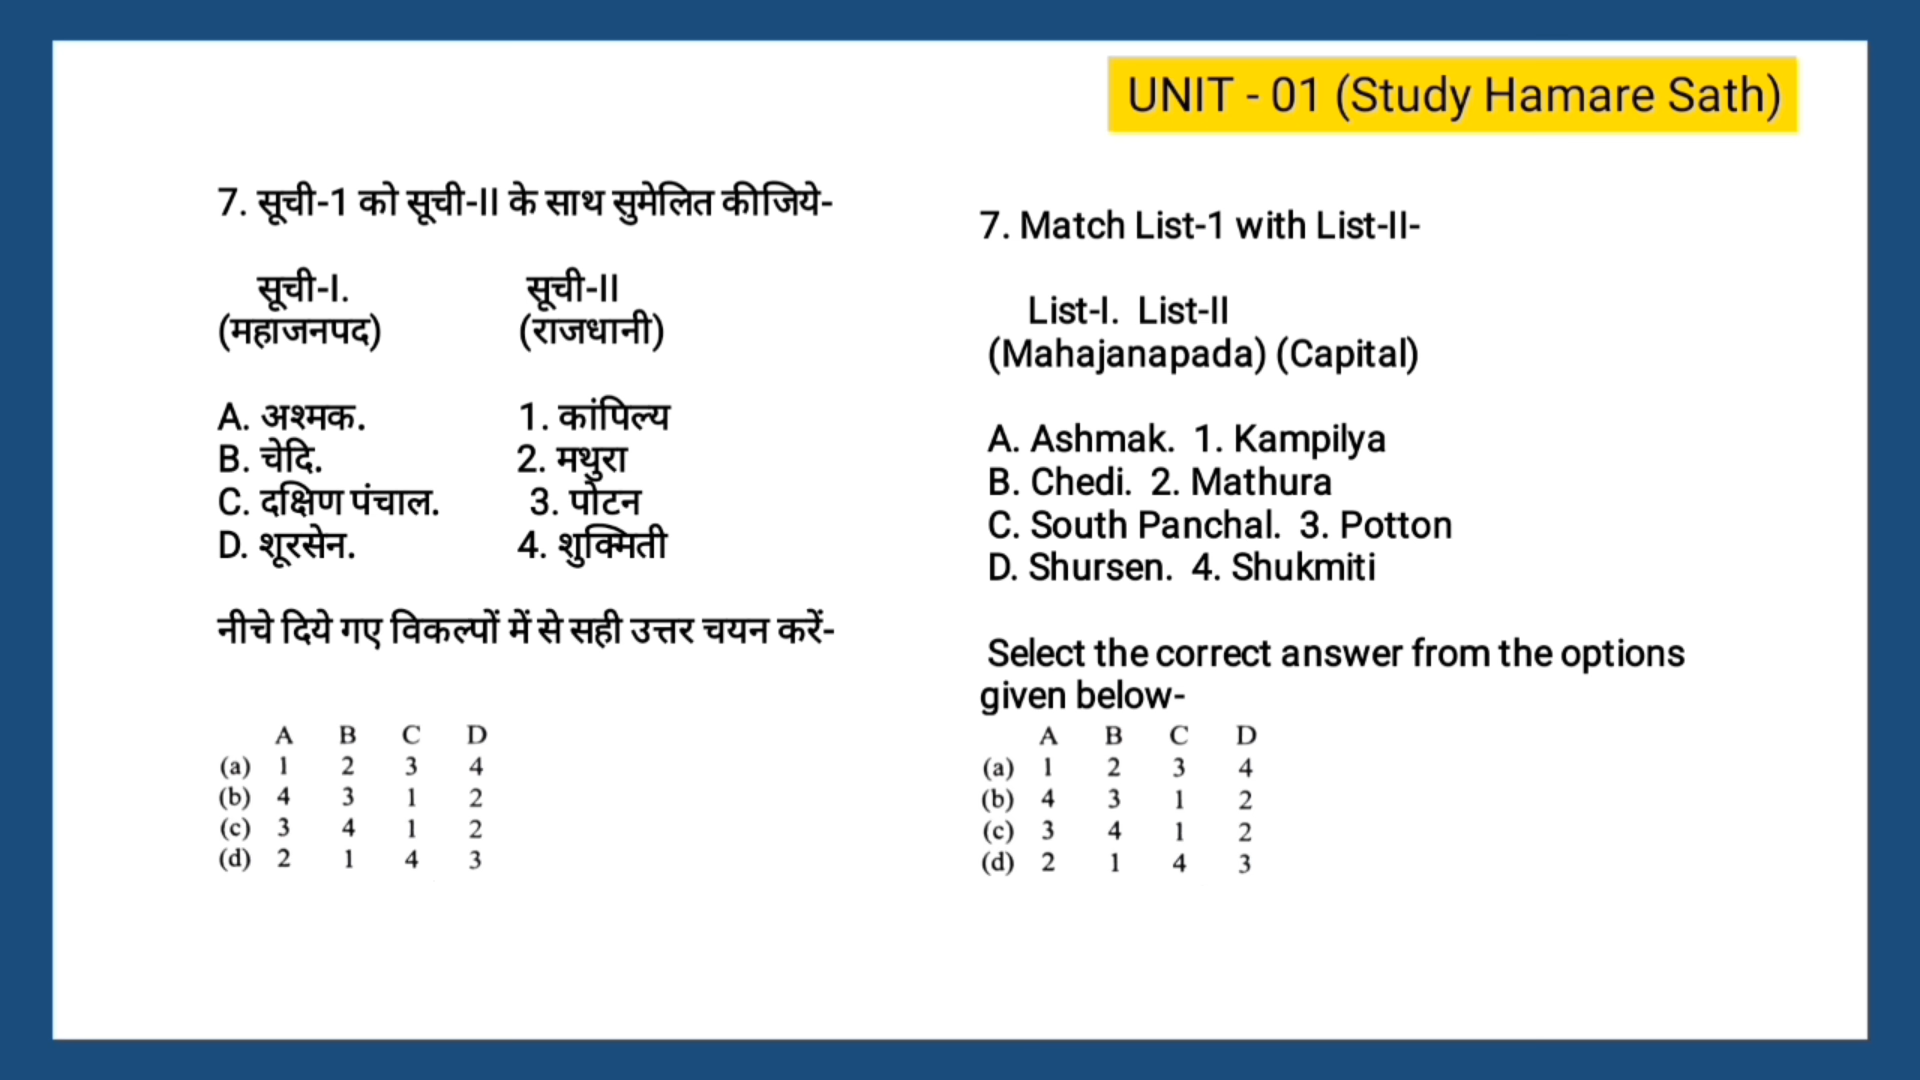 UNIT - 01 (Study Hamare Sath)
7. सूची-1 को सूची-II के साथ सुमेलित कीजिये-
सूची-I. सूची-II
(महाजनपद) (राजधानी)
A. अश्मक. 1. कांपिल्य
B. चेदि. 2. मथुरा
C. दक्षिण पंचाल. 3. पोटन
D. शूरसेन. 4. शुक्मिती
नीचे दिये गए विकल्पों में से सही उत्तर चयन करें-
A B C D
(a) 1 2 3 4
(b) 4 3 1 2
(c) 3 4 1 2
(d) 2 1 4 3
7. Match List-1 with List-II-
List-I. List-II
(Mahajanapada) (Capital)
A. Ashmak. 1. Kampilya
B. Chedi. 2. Mathura
C. South Panchal. 3. Potton
D. Shursen. 4. Shukmiti
Select the correct answer from the options
given below-
A B C D
(a) 1 2 3 4
(b) 4 3 1 2
(c) 3 4 1 2
(d) 2 1 4 3